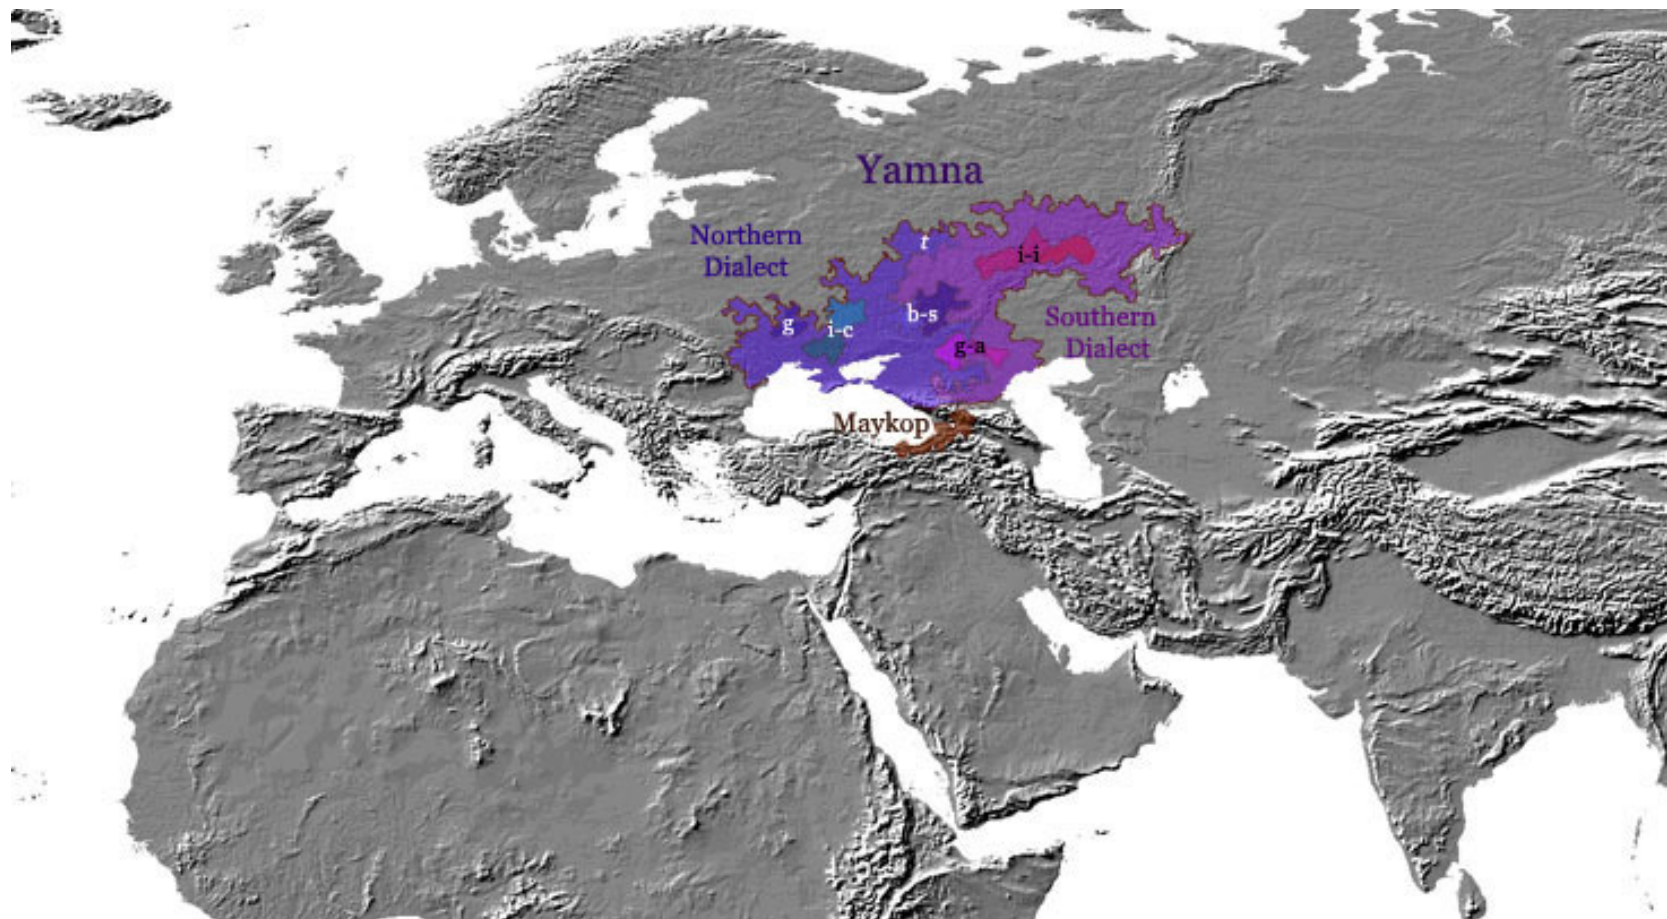 Yamna
Northern
Dialect
t
i-i
g
i-c
b-s
Southern
Dialect
g-a
Maykop